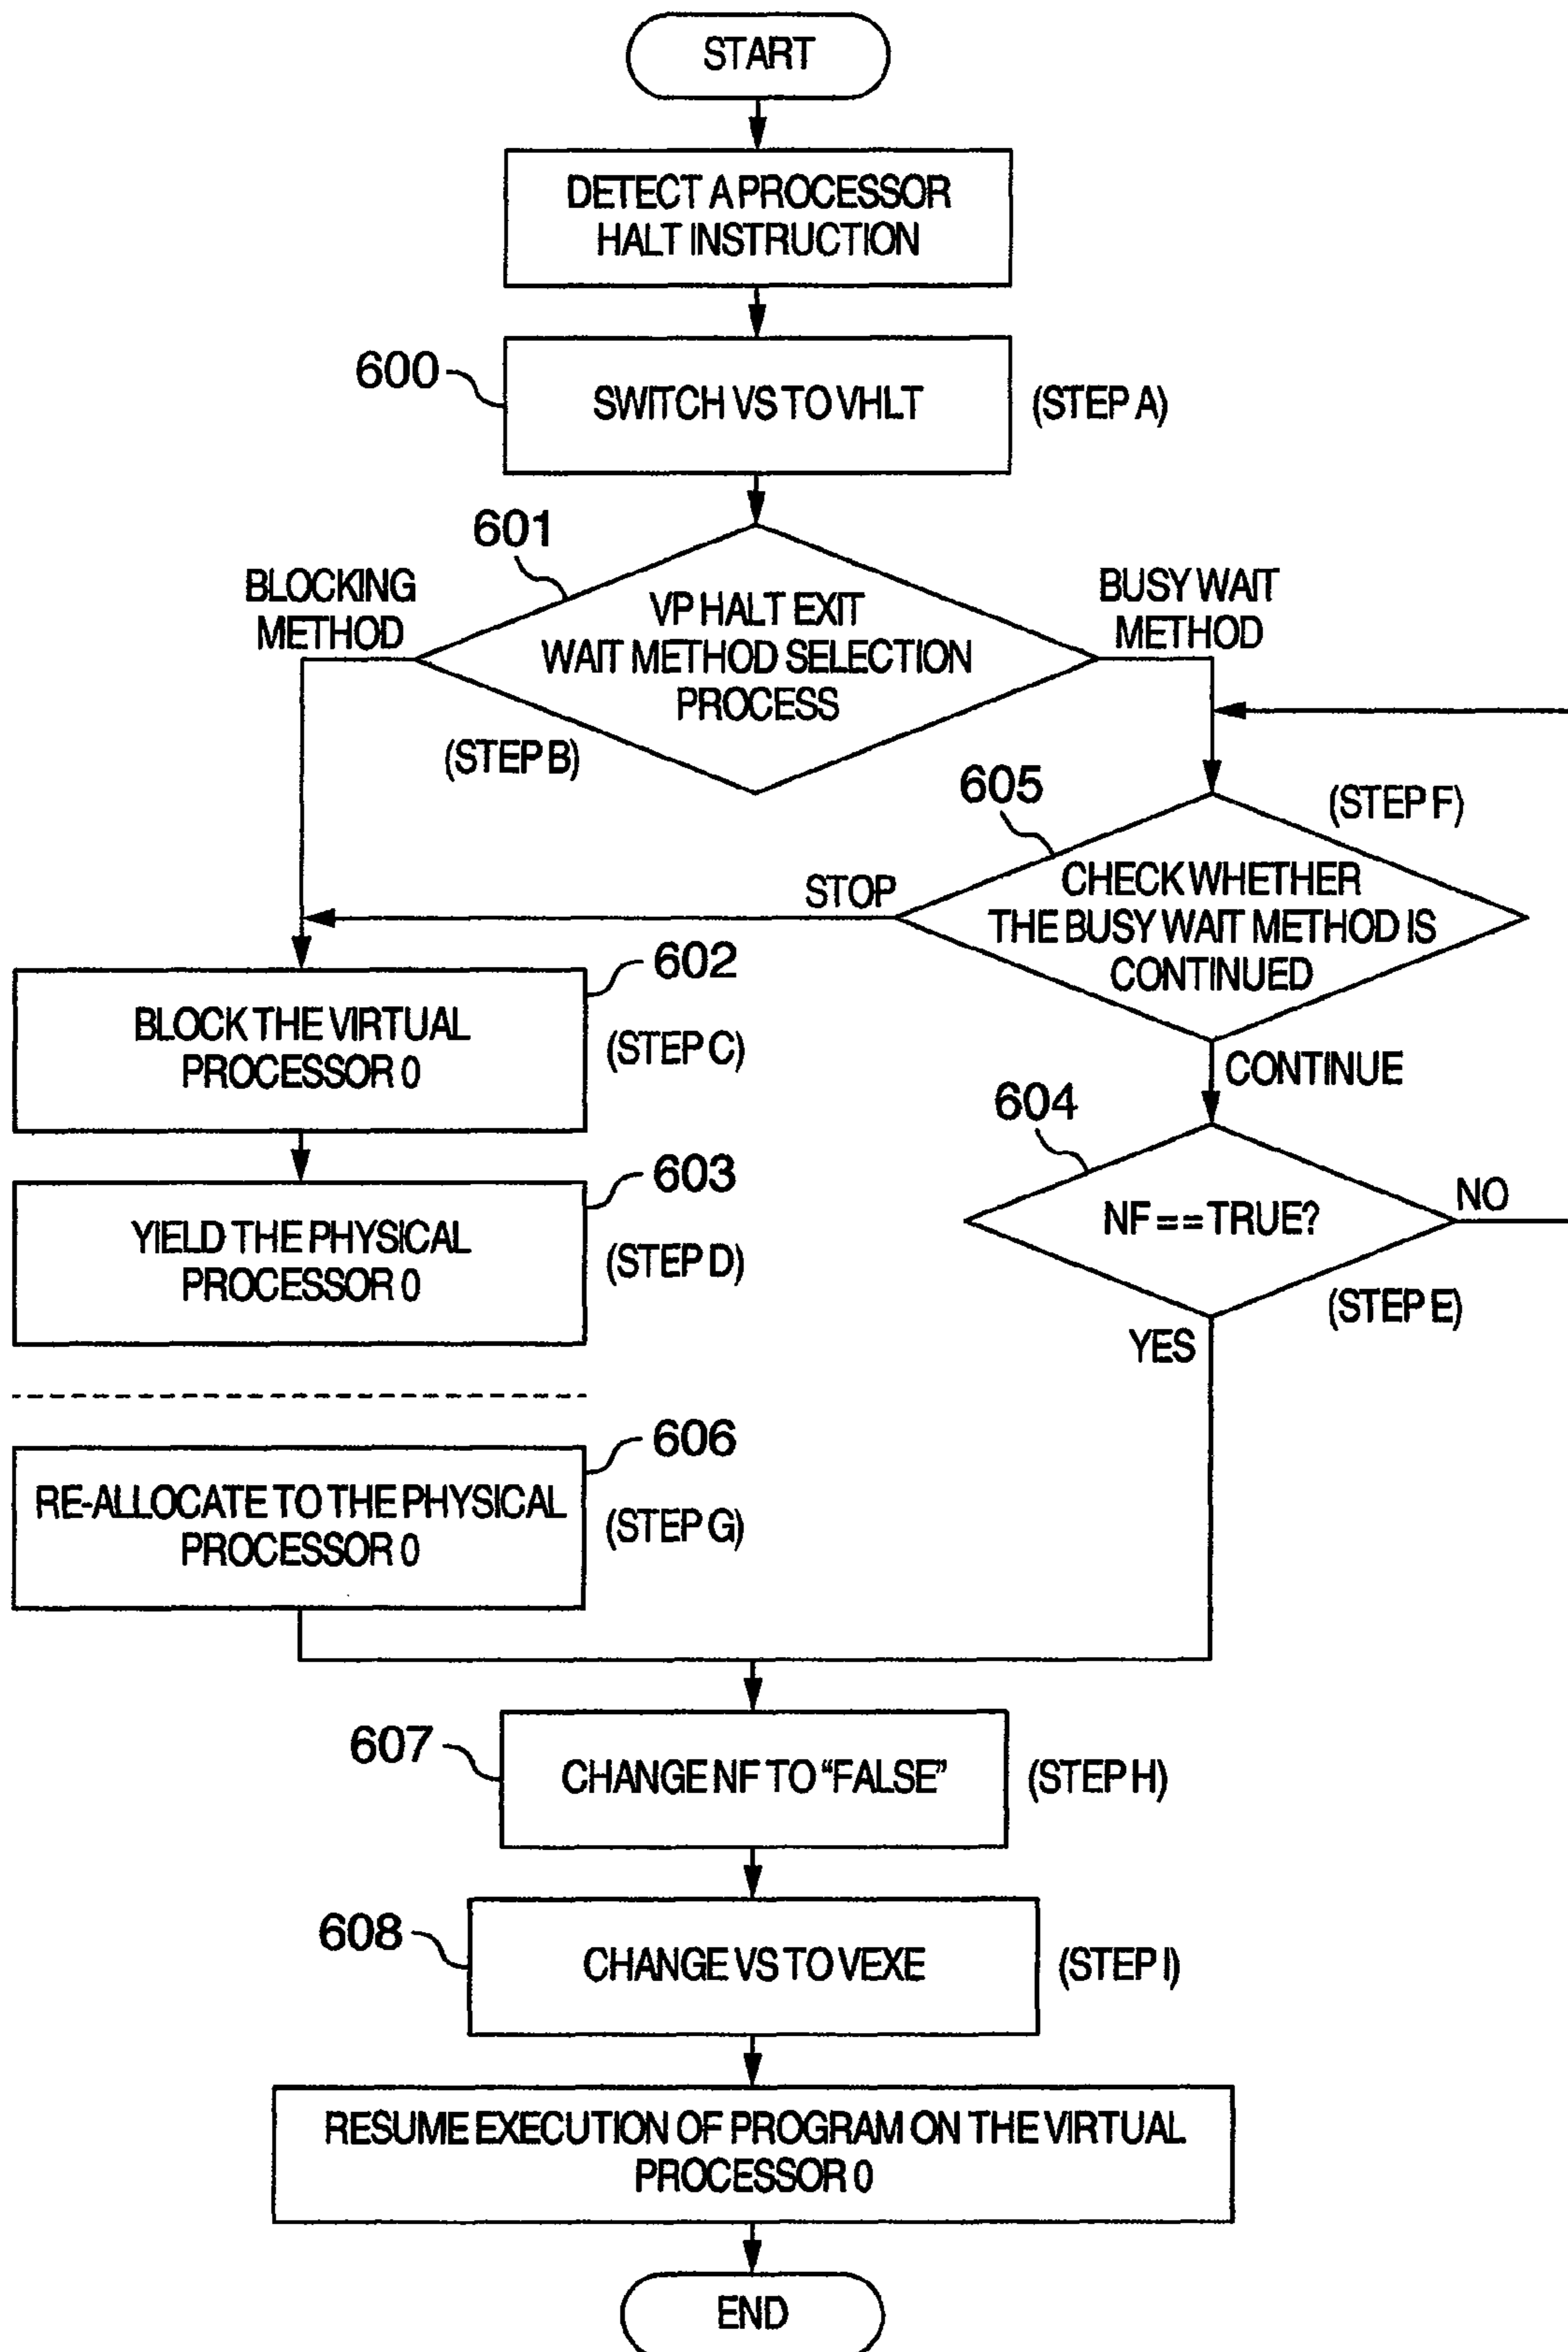 START
DETECT A PROCESSOR
HALT INSTRUCTION
600
SWITCH VS TO VHLT
(STEP A)
601
BLOCKING
METHOD
VP HALT EXIT
WAIT METHOD SELECTION
PROCESS
BUSY WAIT
METHOD
(STEP B)
605
(STEP F)
STOP
CHECK WHETHER
THE BUSY WAIT METHOD IS
CONTINUED
602
BLOCK THE VIRTUAL
PROCESSOR 0
(STEP C)
CONTINUE
604
603
YIELD THE PHYSICAL
PROCESSOR 0
(STEP D)
NF == TRUE?
NO
(STEP E)
YES
606
RE-ALLOCATE TO THE PHYSICAL
PROCESSOR 0
(STEP G)
607
CHANGE NF TO “FALSE”
(STEP H)
608
CHANGE VS TO VEXE
(STEP I)
RESUME EXECUTION OF PROGRAM ON THE VIRTUAL
PROCESSOR 0
END